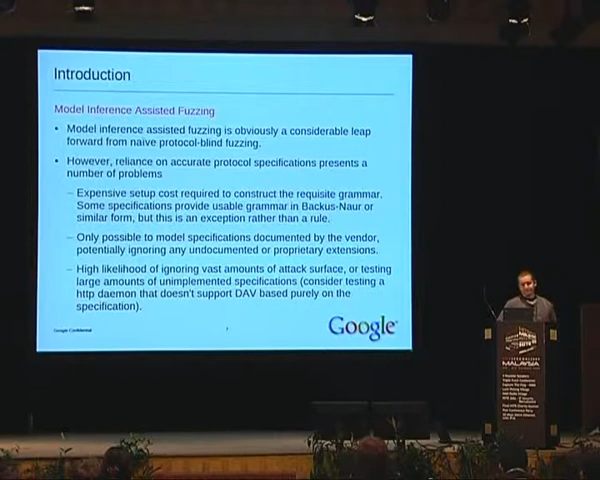 Introduction
Model Inference Assisted Fuzzing
• Model inference assisted fuzzing is obviously a considerable leap
forward from naive protocol-blind fuzzing.
• However, reliance on accurate protocol specifications presents a
number of problems
– Expensive setup cost required to construct the requisite grammar.
Some specifications provide usable grammar in Backus-Naur or
similar form, but this is an exception rather than a rule.
– Only possible to model specifications documented by the vendor,
potentially ignoring any undocumented or proprietary extensions.
– High likelihood of ignoring vast amounts of attack surface, or testing
large amounts of unimplemented specifications (consider testing a
http daemon that doesn't support DAV based purely on the
specification).
Google Confidential
7
Google
MALAYSIA